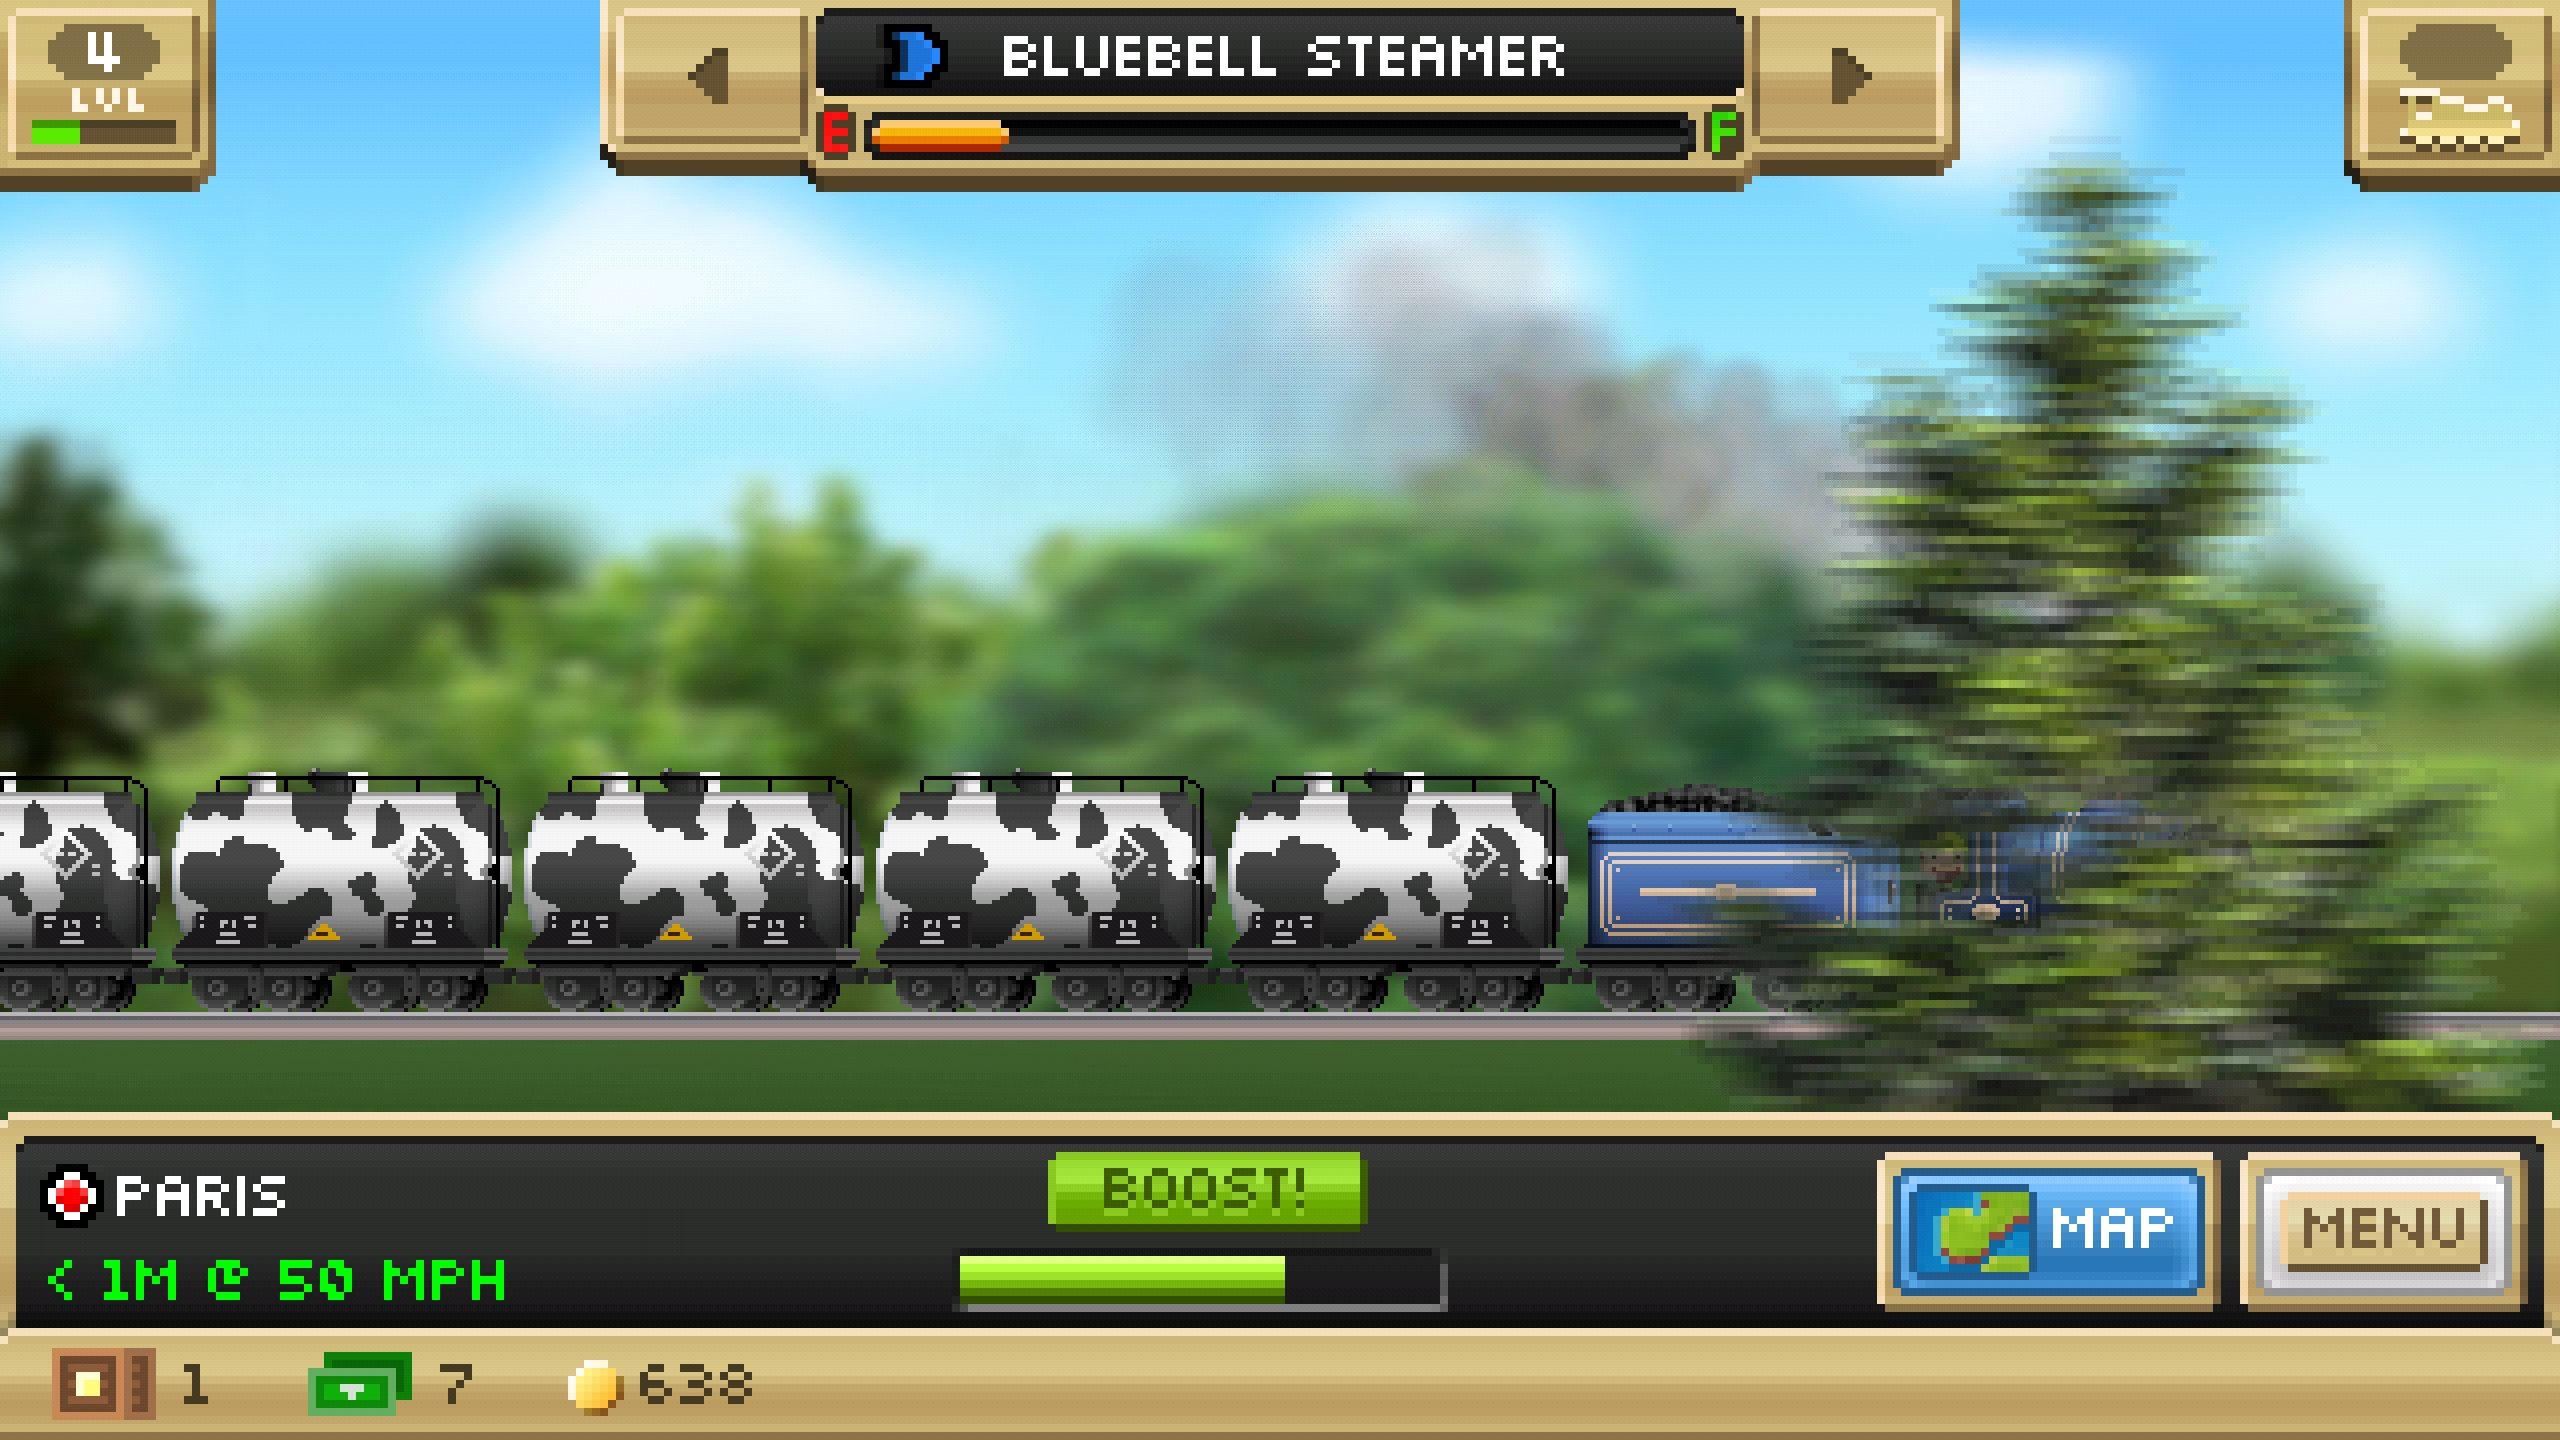 4
LVL
BLUEBELL STEAMER
E
F
PARIS
< 1M @ 50 MPH
BOOST!
MAP
MENU
1
7
638